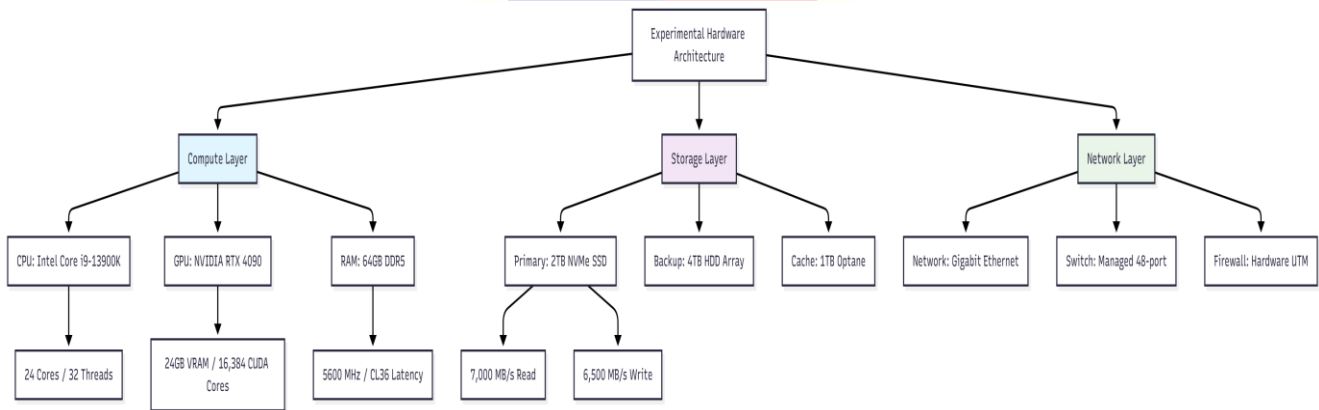 Experimental Hardware
Architecture
Compute Layer
Storage Layer
Network Layer
CPU: Intel Core i9-13900K
GPU: NVIDIA RTX 4090
RAM: 64GB DDR5
Primary: 2TB NVMe SSD
Backup: 4TB HDD Array
Cache: 1TB Optane
Network: Gigabit Ethernet
Switch: Managed 48-port
Firewall: Hardware UTM
24 Cores / 32 Threads
24GB VRAM / 16,384 CUDA
Cores
5600 MHz / CL36 Latency
7,000 MB/s Read
6,500 MB/s Write